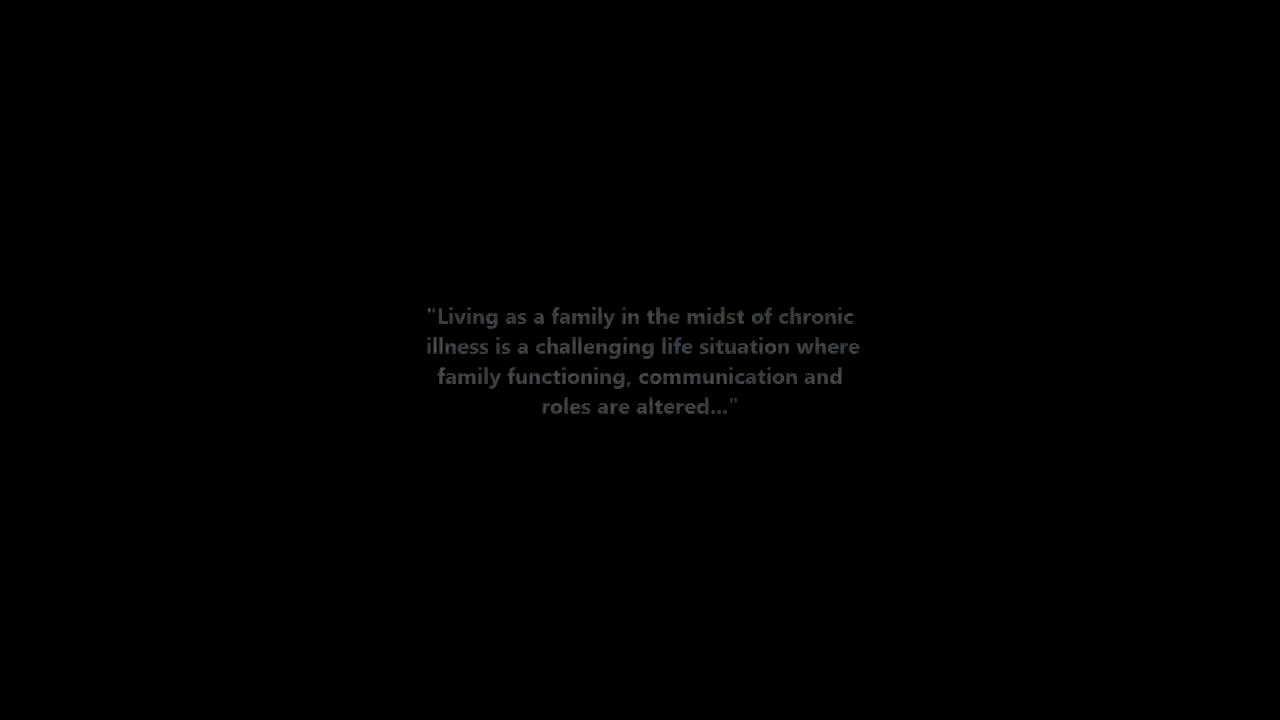 "Living as a family in the midst of chronic
illness is a challenging life situation where
family functioning, communication and
roles are altered...”